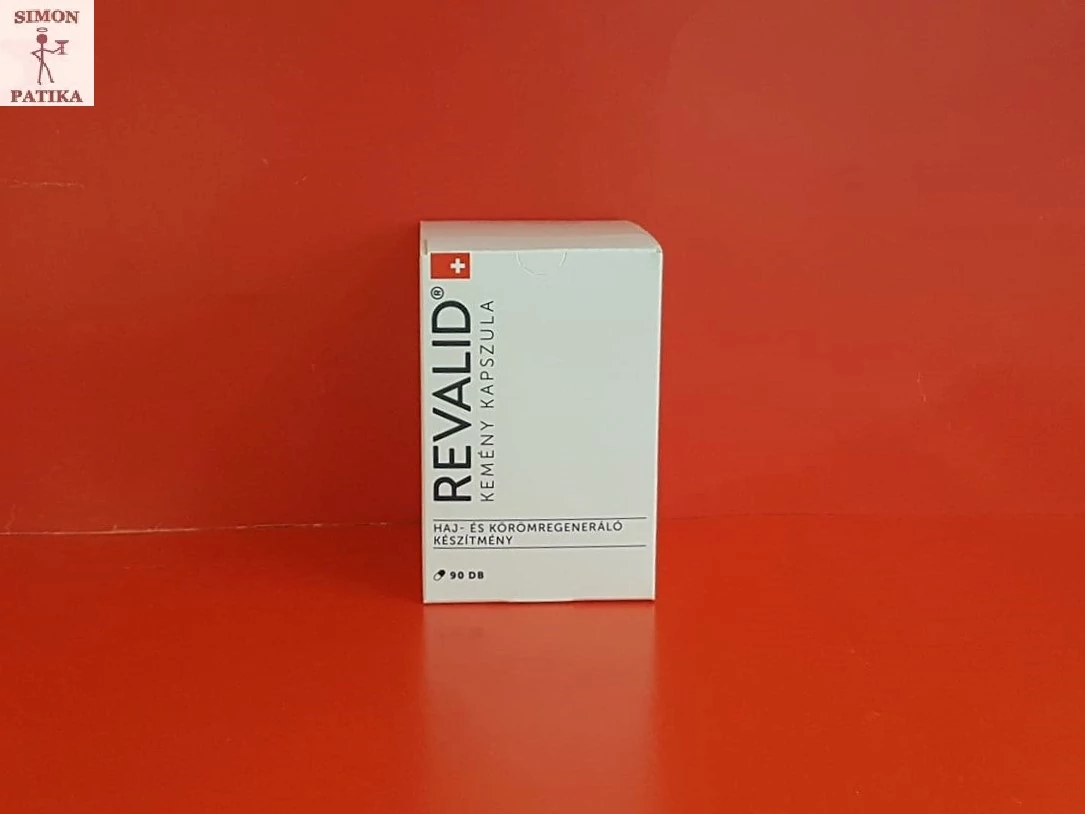 SIMON
PATIKA
REVALID®
KEMÉNY KAPSZULA
HAJ- ÉS KÖRÖMREGENERÁLÓ
KÉSZÍTMÉNY
90 DB